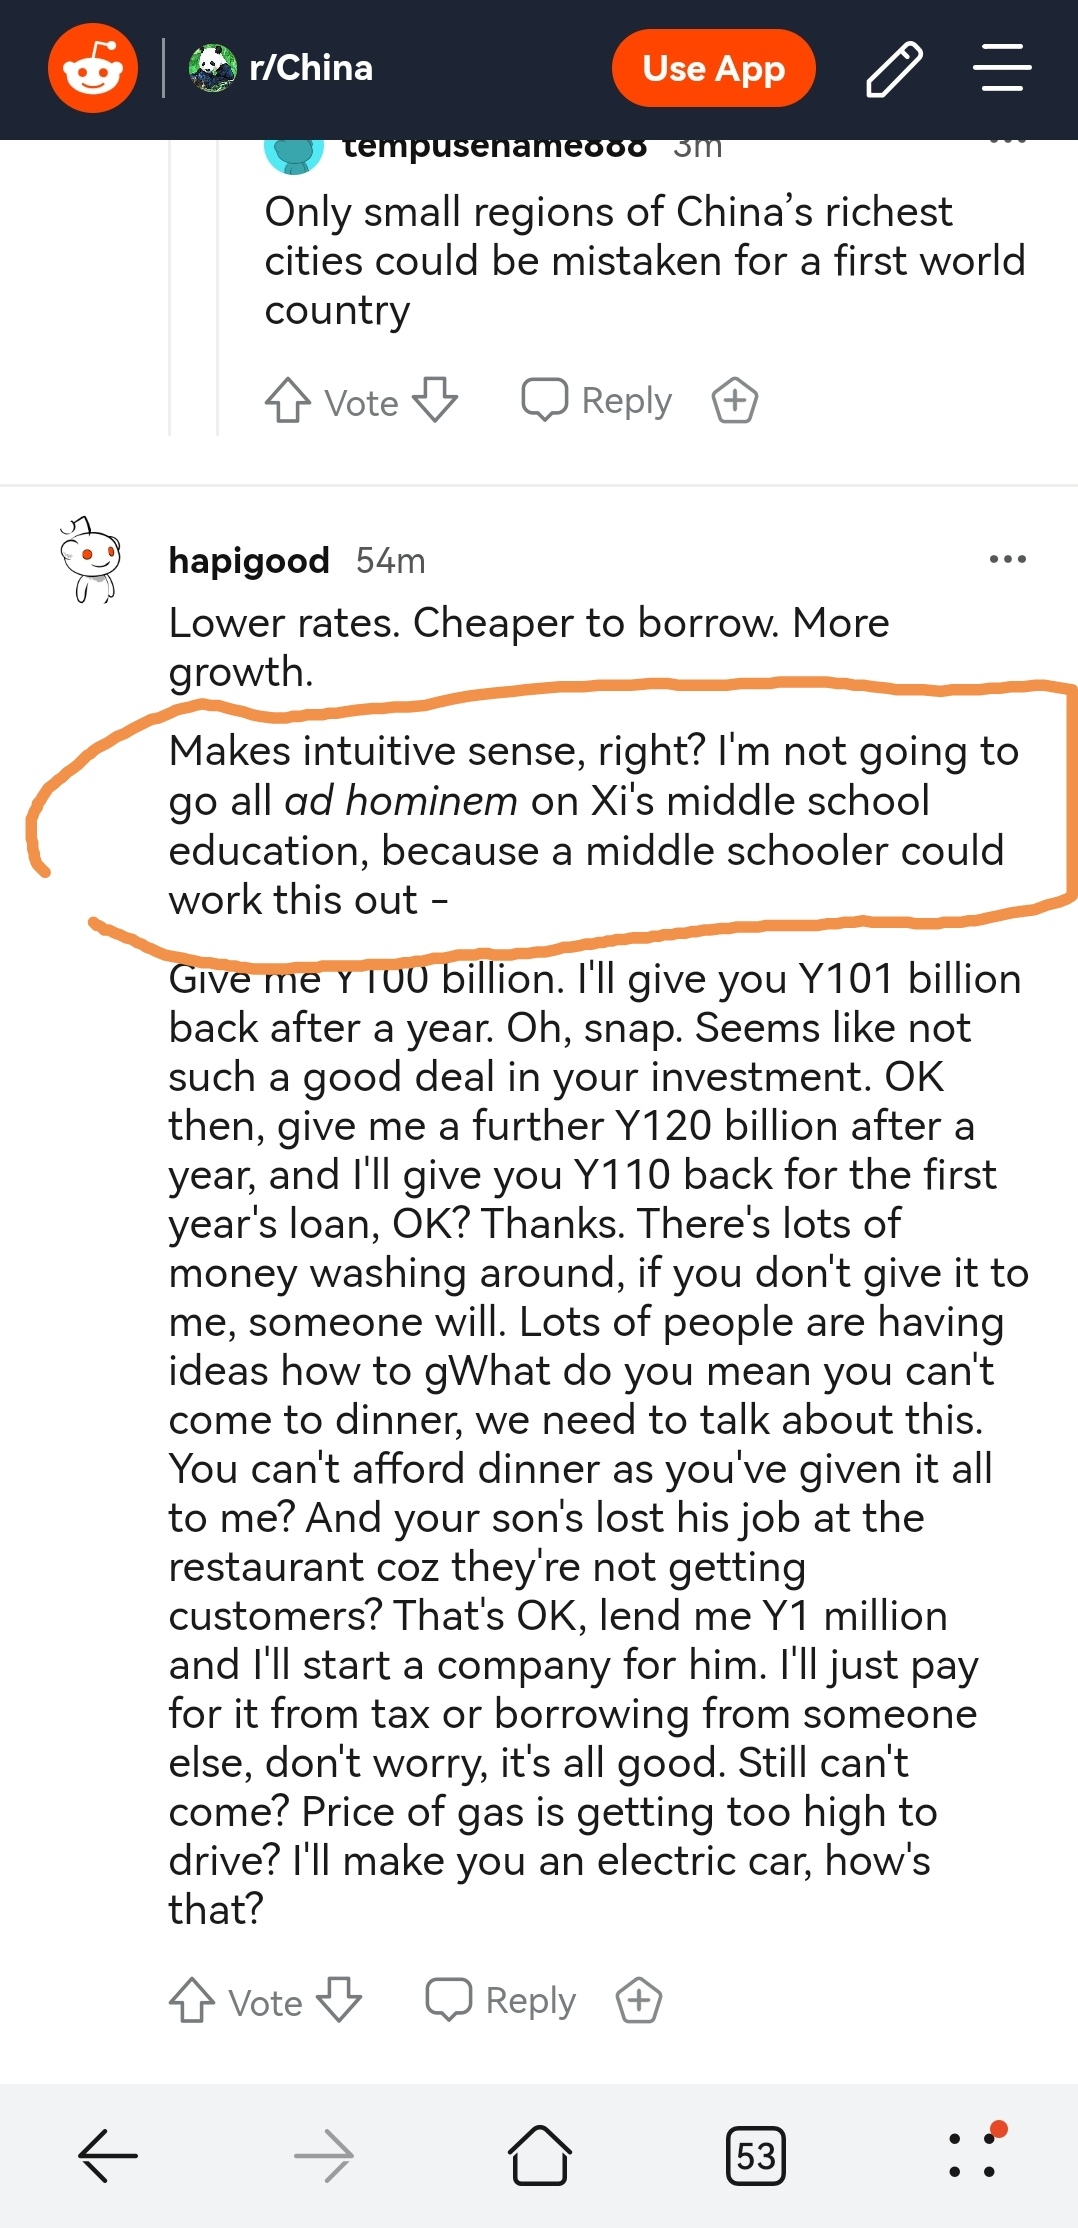 r/China
Use App
tempusename888 3m
Only small regions of China’s richest
cities could be mistaken for a first world
country
Vote
Reply
hapigood 54m
Lower rates. Cheaper to borrow. More
growth.
Makes intuitive sense, right? I'm not going to
go all ad hominem on Xi's middle school
education, because a middle schooler could
work this out -
Give me Y100 billion. I'll give you Y101 billion
back after a year. Oh, snap. Seems like not
such a good deal in your investment. OK
then, give me a further Y120 billion after a
year, and I'll give you Y110 back for the first
year's loan, OK? Thanks. There's lots of
money washing around, if you don't give it to
me, someone will. Lots of people are having
ideas how to gWhat do you mean you can't
come to dinner, we need to talk about this.
You can't afford dinner as you've given it all
to me? And your son's lost his job at the
restaurant coz they're not getting
customers? That's OK, lend me Y1 million
and I'll start a company for him. I'll just pay
for it from tax or borrowing from someone
else, don't worry, it's all good. Still can't
come? Price of gas is getting too high to
drive? I'll make you an electric car, how's
that?
Vote
Reply
53